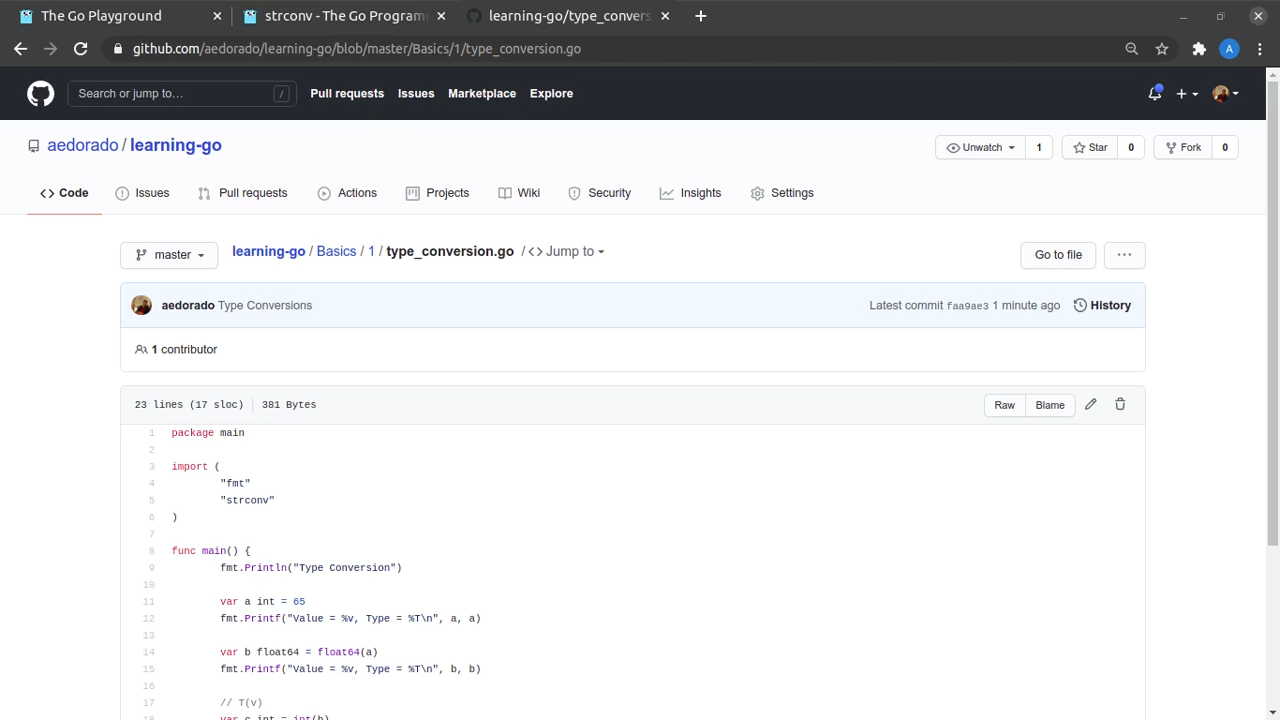 The Go Playground
strconv - The Go Program
learning-go/type_convers
github.com/aedorado/learning-go/blob/master/Basics/1/type_conversion.go
A
Search or jump to… /
Pull requests Issues Marketplace Explore
aedorado / learning-go
Unwatch 1 Star 0 Fork 0
Code Issues Pull requests Actions Projects Wiki Security Insights Settings
master learning-go / Basics / 1 / type_conversion.go / <> Jump to
Go to file ...
aedorado Type Conversions Latest commit faa9ae3 1 minute ago History
1 contributor
23 lines (17 sloc) 381 Bytes Raw Blame
1 package main
2
3 import (
4 "fmt"
5 "strconv"
6 )
7
8 func main() {
9 fmt.Println("Type Conversion")
10
11 var a int = 65
12 fmt.Printf("Value = %v, Type = %T\n", a, a)
13
14 var b float64 = float64(a)
15 fmt.Printf("Value = %v, Type = %T\n", b, b)
16
17 // T(v)
18 var c int = int(b)